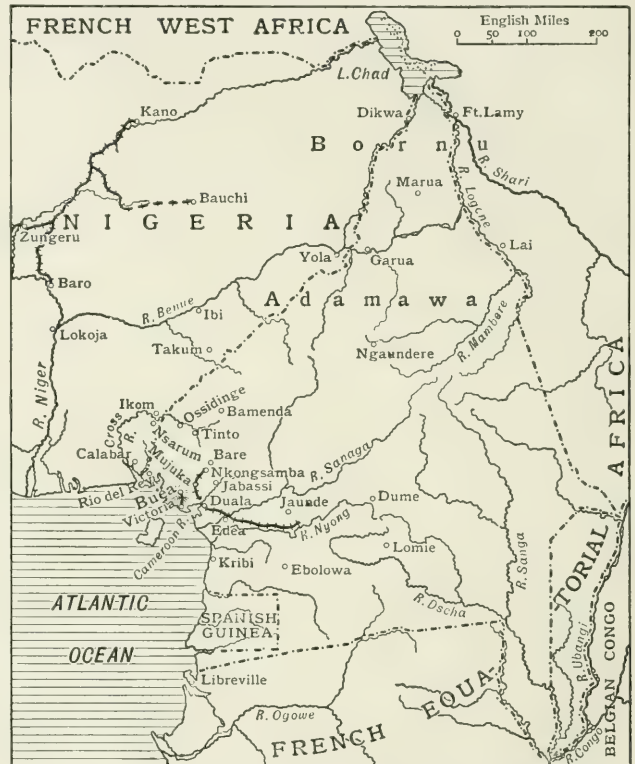 FRENCH WEST AFRICA
English Miles
0 50 100 200
L.Chad
Kano
Dikwa
Ft.Lamy
Bornu
R. Shari
Marua
R. Logone
Bauchi
NIGERIA
Zungeru
Yola
Garua
Lai
Baro
Adamawa
R. Benue
Ibi
R. Mambere
Lokoja
Takum
Ngaundere
AFRICA
R. Niger
Ikom
Ossidinge
Bamenda
Cross R.
Nsarum
Tinto
Calabar
Mujuka
Bare
Nkongsamba
R. Sanaga
Rio del Rey
Buea
Jabassi
Victoria
Duala
Jaunde
Dume
Cameroon R.
Edea
R. Nyong
Lomie
Kribi
Ebolowa
R. Sanga
TORIAL
ATLANTIC
OCEAN
SPANISH
GUINEA
R. Dscha
R. Ubangi
BELGIAN CONGO
Libreville
EQUA
R. Ogowe
FRENCH
R. Congo